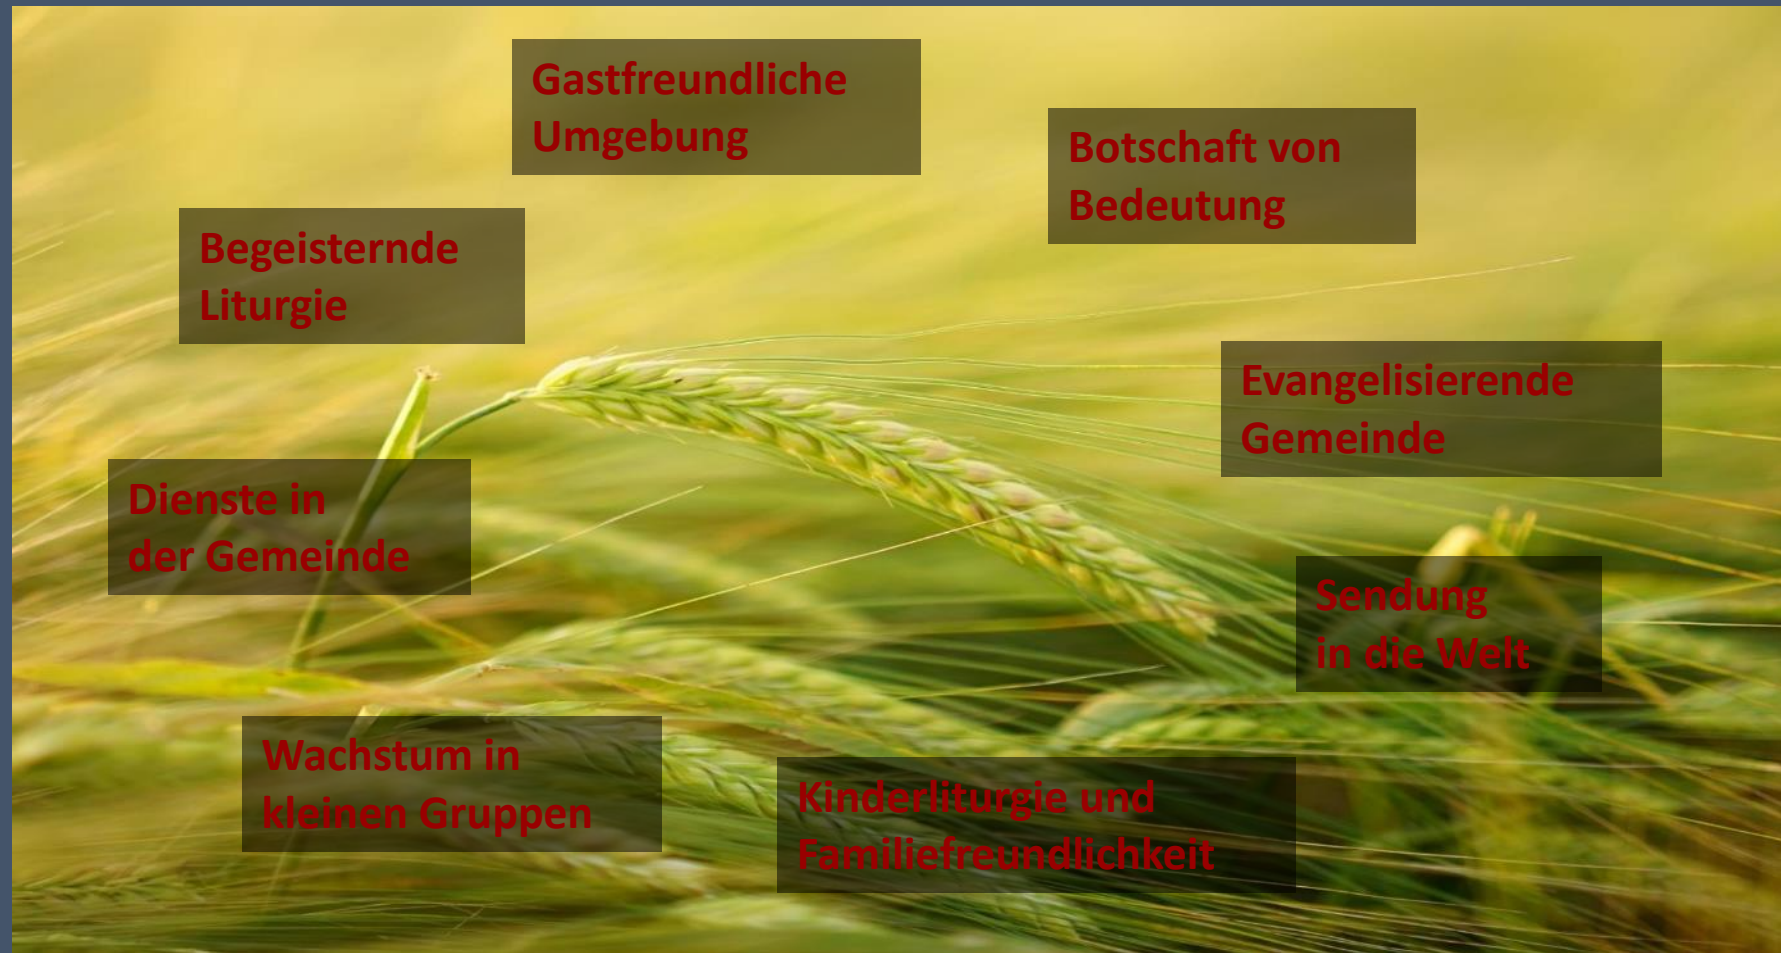 Gastfreundliche
Umgebung
Botschaft von
Bedeutung
Begeisternde
Liturgie
Evangelisierende
Gemeinde
Dienste in
der Gemeinde
Sendung
in die Welt
Wachstum in
kleinen Gruppen
Kinderliturgie und
Familiefreundlichkeit